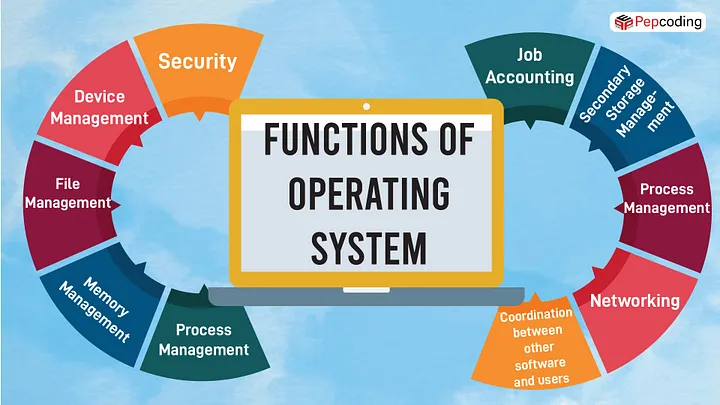 Pepcoding
FUNCTIONS OF
OPERATING
SYSTEM
Security
Device
Management
File
Management
Memory
Management
Process
Management
Job
Accounting
Secondary
Storage
Manage-
ment
Process
Management
Networking
Coordination
between
other
software
and users